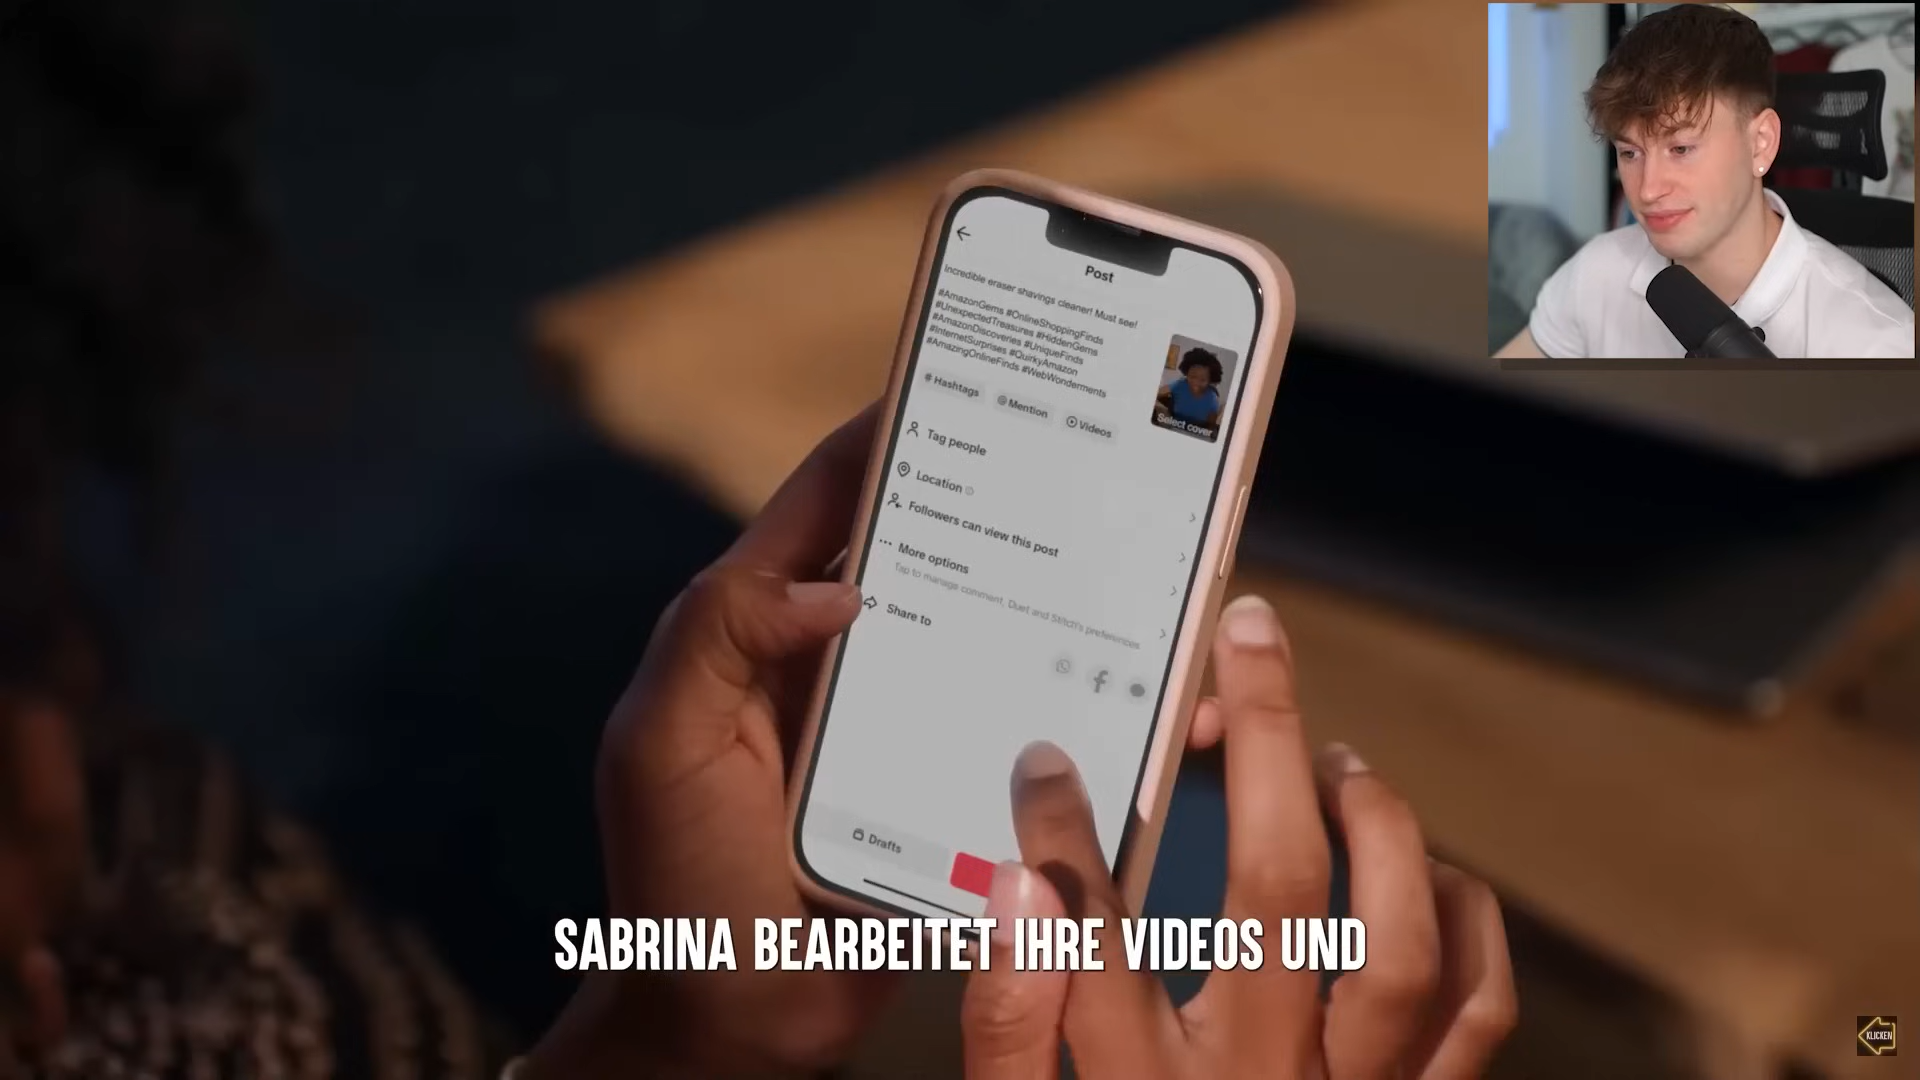 Post
Incredible eraser shavings cleaner! Must see!
#AmazonGems #OnlineShoppingFinds
#UnexpectedTreasures #HiddenGems
#AmazonDiscoveries #UniqueFinds
#InternetSurprises #QuirkyAmazon
#AmazingOnlineFinds #WebWonderments
Select cover
# Hashtags
@ Mention
Videos
Tag people
Location
Followers can view this post
More options
Tap to manage comment, Duet and Stitch's preferences
Share to
Drafts
SABRINA BEARBEITET IHRE VIDEOS UND
KLICKEN